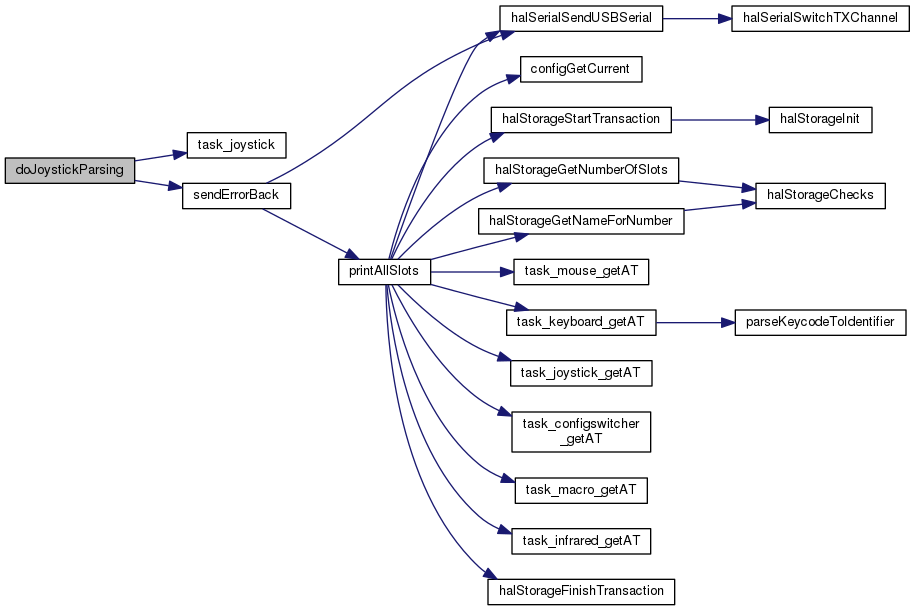 doJoystickParsing
task_joystick
sendErrorBack
printAllSlots
halSerialSendUSBSerial
halSerialSwitchTXChannel
configGetCurrent
halStorageStartTransaction
halStorageInit
halStorageGetNumberOfSlots
halStorageChecks
halStorageGetNameForNumber
task_mouse_getAT
task_keyboard_getAT
parseKeycodeToIdentifier
task_joystick_getAT
task_configswitcher
_getAT
task_macro_getAT
task_infrared_getAT
halStorageFinishTransaction